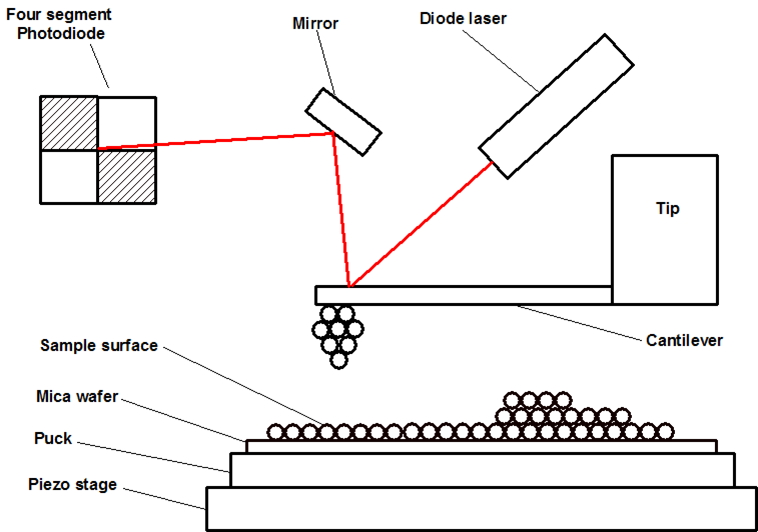 Four segment
Photodiode
Mirror
Diode laser
Tip
Cantilever
Sample surface
Mica wafer
Puck
Piezo stage